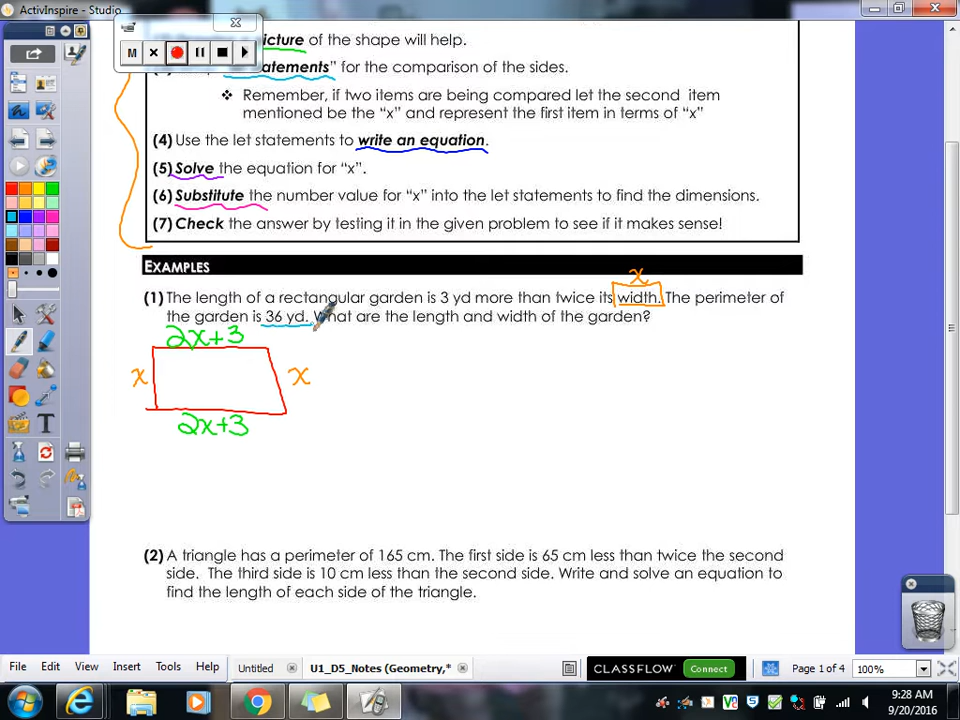 ActivInspire - Studio
M
icture of the shape will help.
tatements" for the comparison of the sides.
❖ Remember, if two items are being compared let the second item
mentioned be the "x" and represent the first item in terms of "x"
(4) Use the let statements to write an equation.
(5) Solve the equation for "x".
(6) Substitute the number value for "x" into the let statements to find the dimensions.
(7) Check the answer by testing it in the given problem to see if it makes sense!
EXAMPLES
x
(1) The length of a rectangular garden is 3 yd more than twice its width. The perimeter of
the garden is 36 yd. What are the length and width of the garden?
2x+3
x x
2x+3
(2) A triangle has a perimeter of 165 cm. The first side is 65 cm less than twice the second
side. The third side is 10 cm less than the second side. Write and solve an equation to
find the length of each side of the triangle.
File Edit View Insert Tools Help Untitled U1_D5_Notes (Geometry,* CLASSFLOW Connect Page 1 of 4 100%
9:28 AM
9/20/2016